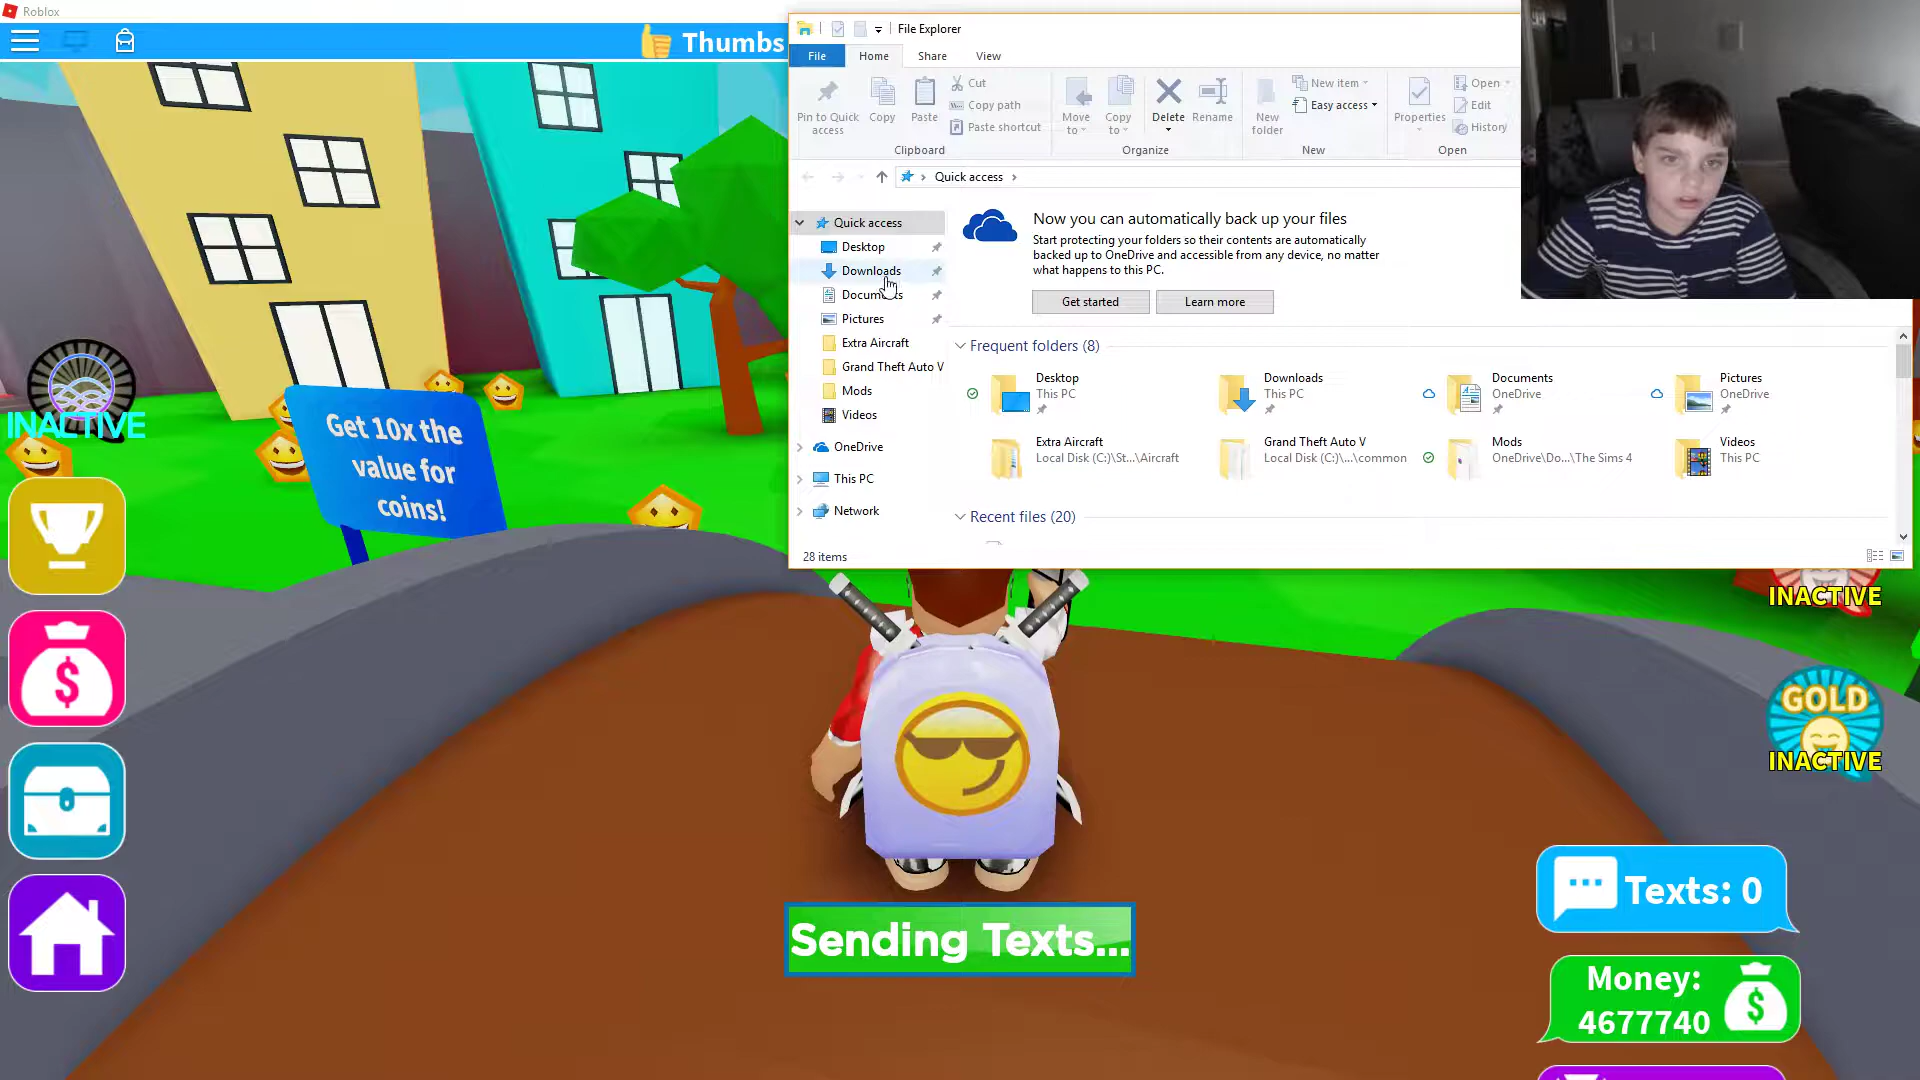 Roblox
Thumbs
File Explorer
File
Home
Share
View
Pin to Quick
access
Copy
Paste
Cut
Copy path
Paste shortcut
Clipboard
Move
to
Copy
to
Delete
Rename
Organize
New
folder
New item
Easy access
New
Properties
Open
Edit
History
Open
Quick access
Quick access
Desktop
Downloads
Documents
Pictures
Extra Aircraft
Grand Theft Auto V
Mods
Videos
OneDrive
This PC
Network
Now you can automatically back up your files
Start protecting your folders so their contents are automatically
backed up to OneDrive and accessible from any device, no matter
what happens to this PC.
Get started
Learn more
Frequent folders (8)
Desktop
This PC
Downloads
This PC
Documents
OneDrive
Pictures
OneDrive
Extra Aircraft
Local Disk (C:)\St...\Aircraft
Grand Theft Auto V
Local Disk (C:)\...\common
Mods
OneDrive\Do...\The Sims 4
Videos
This PC
Recent files (20)
28 items
INACTIVE
Get 10x the
value for
coins!
INACTIVE
GOLD
INACTIVE
Texts: 0
Sending Texts...
Money:
4677740